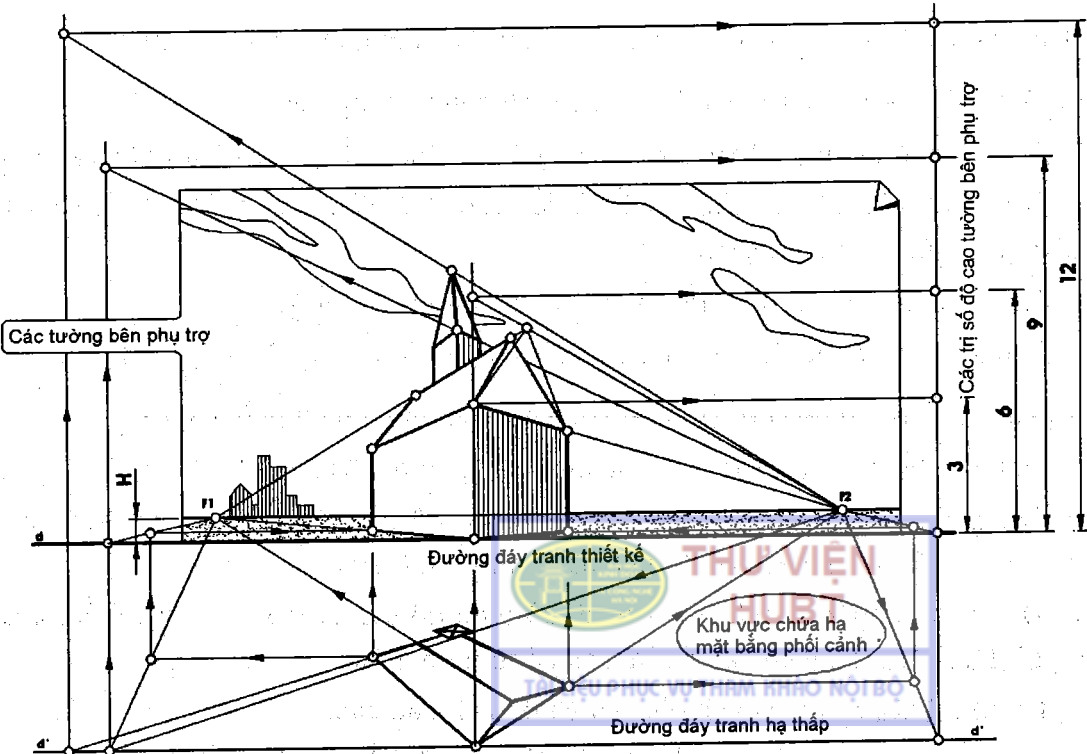 Các trị số độ cao tường bên phụ trợ
12
9
6
3
Các tường bên phụ trợ
H
F1
F2
d
Đường đáy tranh thiết kế
THƯ VIỆN
HUBT
Khu vực chứa hạ
mặt bằng phối cảnh
TÀI LIỆU PHỤC VỤ THAM KHẢO NỘI BỘ
Đường đáy tranh hạ thấp
d'
d'